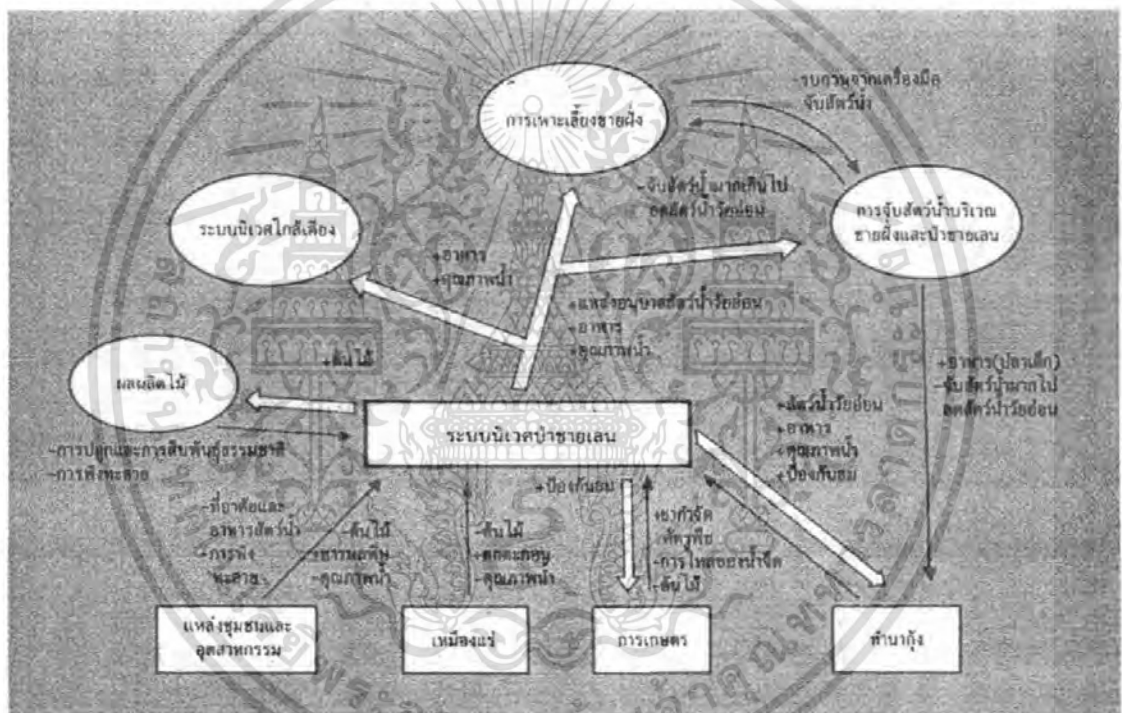 การเพาะเลี้ยงชายฝั่ง
-รบกวนจากเครื่องมือ
จับสัตว์น้ำ
-จับสัตว์น้ำมากเกินไป
ลดสัตว์น้ำวัยอ่อน
การจับสัตว์น้ำบริเวณ
ชายฝั่งและป่าชายเลน
ระบบนิเวศใกล้เคียง
+อาหาร
+คุณภาพน้ำ
+แหล่งอนุบาลสัตว์น้ำวัยอ่อน
+อาหาร
+คุณภาพน้ำ
+ต้นไม้
ผลผลิตไม้
+อาหาร(ปลาเล็ก)
-จับสัตว์น้ำมากไป
ลดสัตว์น้ำวัยอ่อน
ระบบนิเวศป่าชายเลน
+สัตว์น้ำวัยอ่อน
+อาหาร
+คุณภาพน้ำ
+ป้องกันลม
-การปลูกและการสืบพันธุ์ธรรมชาติ
-การพังทะลาย
+ป้องกันลม
-ที่อาศัยและ
อาหารสัตว์น้ำ
-การพัง
ทะลาย
-ต้นไม้
+สารมลพิษ
-คุณภาพน้ำ
-ต้นไม้
+ตกตะกอน
-คุณภาพน้ำ
+ยากำจัด
ศัตรูพืช
-การไหลของน้ำจืด
-ต้นไม้
แหล่งชุมชนและ
อุตสาหกรรม
เหมืองแร่
การเกษตร
ทำนากุ้ง